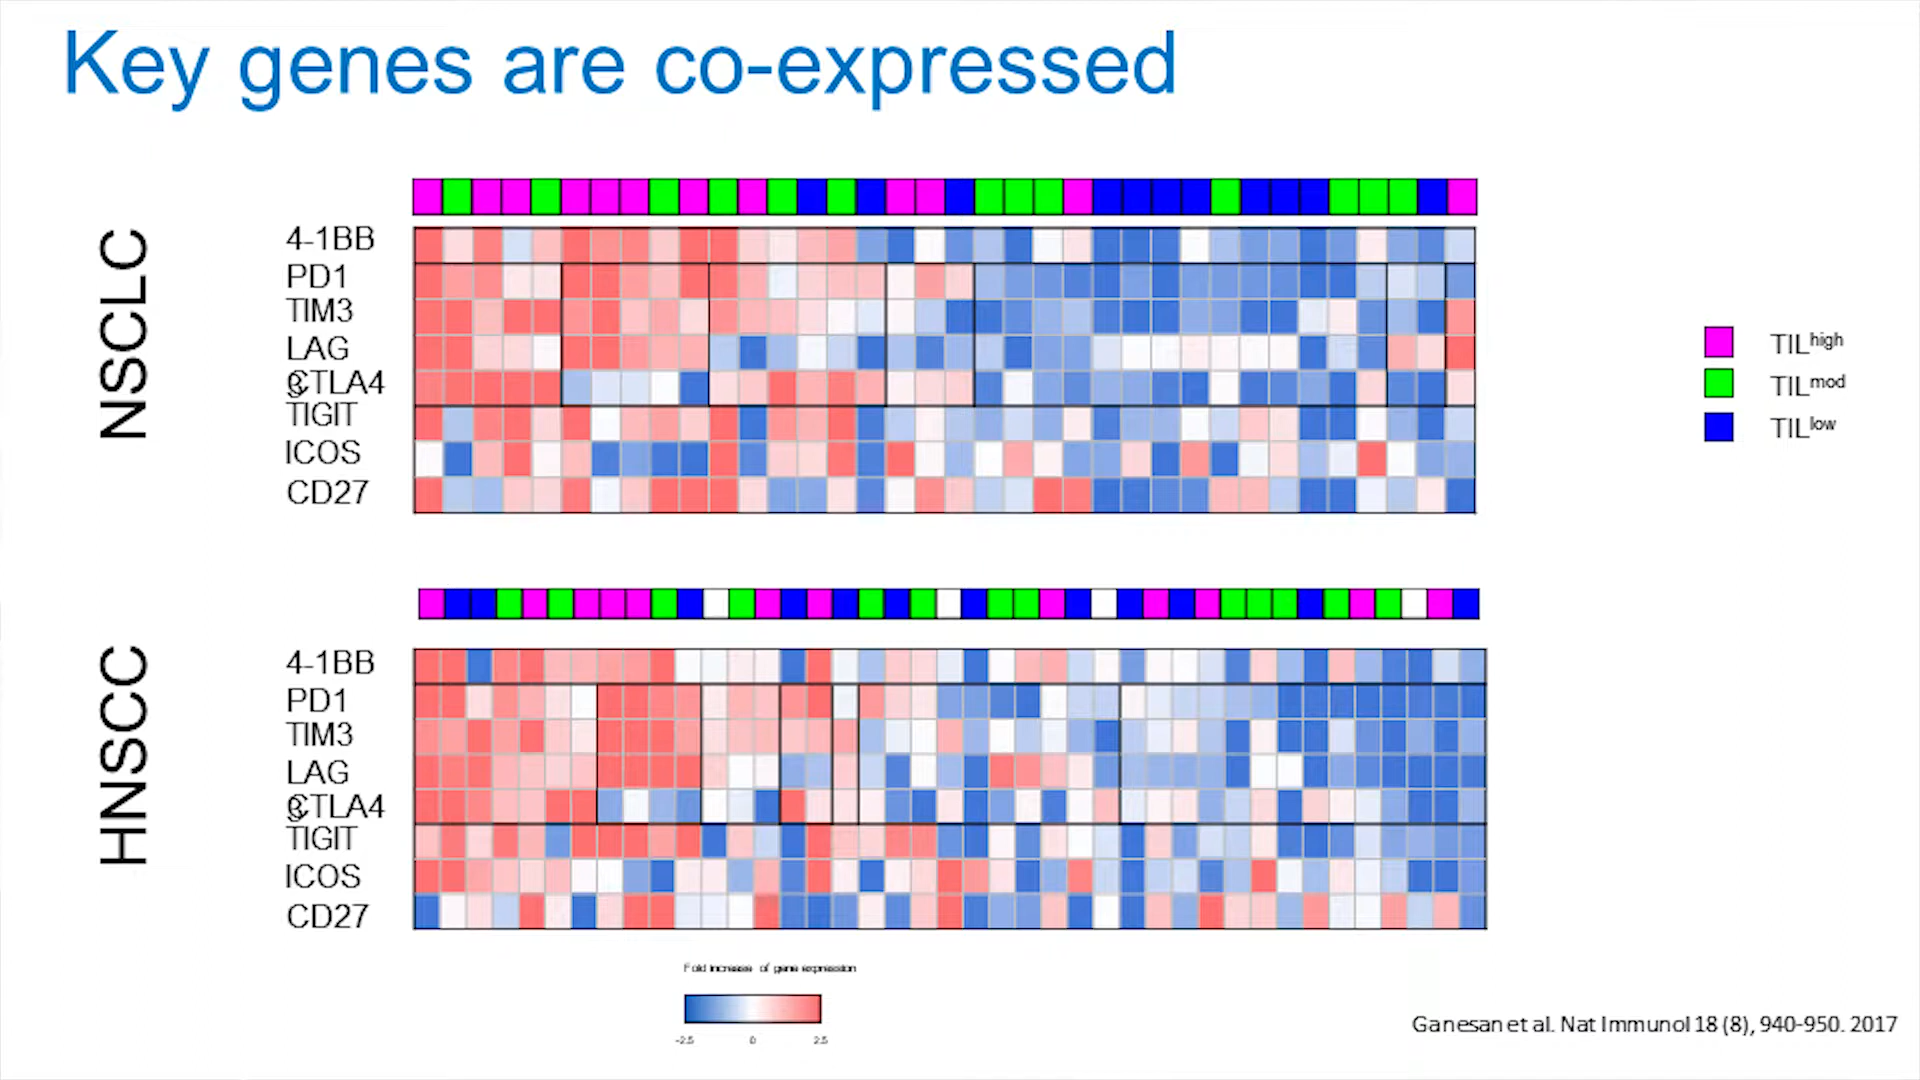 Key genes are co-expressed
NSCLC
4-1BB
PD1
TIM3
LAG
3
CTLA4
TIGIT
ICOS
CD27
TILhigh
TILmod
TILlow
HNSCC
4-1BB
PD1
TIM3
LAG
3
CTLA4
TIGIT
ICOS
CD27
Fold increase of gene expression
-2.5 0 2.5
Ganesan et al. Nat Immunol 18 (8), 940-950. 2017